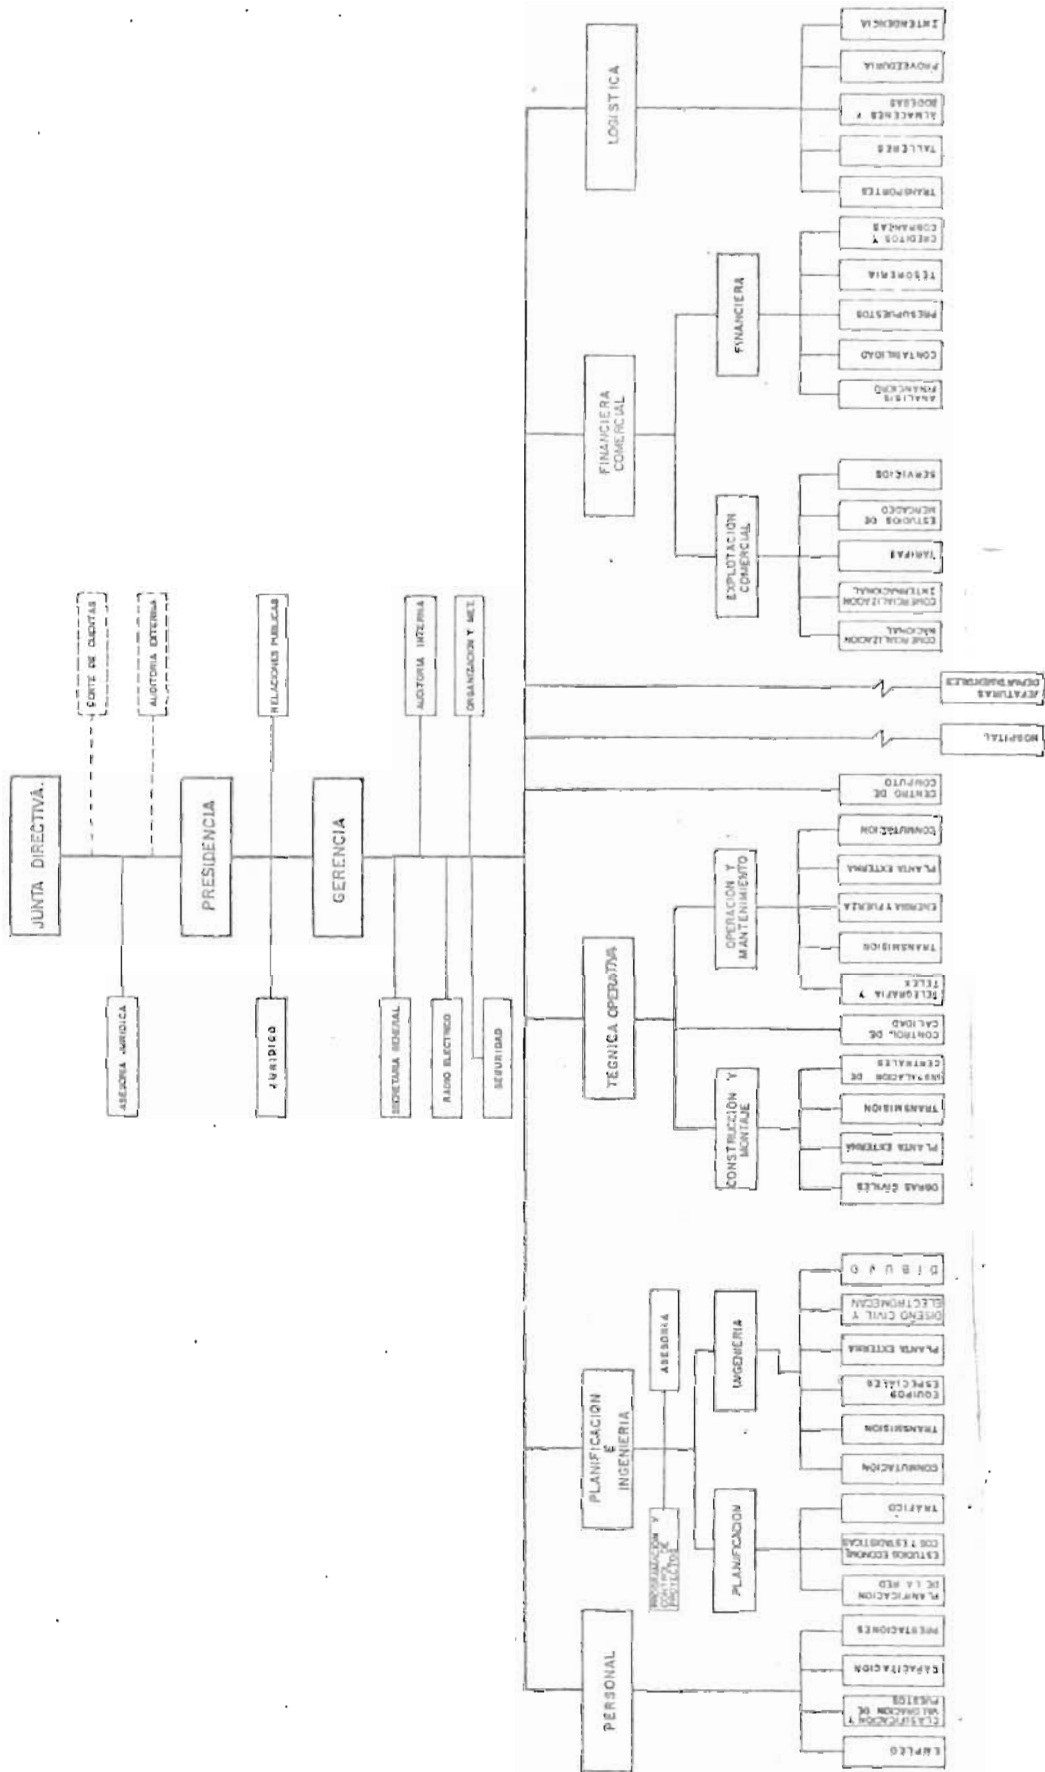 JUNTA DIRECTIVA.
CORTE DE CUENTAS
ASESORIA JURIDICA
AUDITORIA EXTERNA
PRESIDENCIA
RELACIONES PUBLICAS
JURIDICO
GERENCIA
SECRETARIA GENERAL
AUDITORIA INTERNA
RADIO ELECTRICO
ORGANIZACION Y MET.
SEGURIDAD
PERSONAL
PLANIFICACION
E
INGENIERIA
TECNICA OPERATIVA
FINANCIERA
COMERCIAL
LOGISTICA
PROGRAMACION Y
CONTROL DE
PROYECTOS
ASESORIA
PLANIFICACION
INGENIERIA
CONSTRUCCION Y
MONTAJE
OPERACION Y
MANTENIMIENTO
EXPLOTACION
COMERCIAL
FINANCIERA
EMPLEO
CLASIFICACION Y
VALORACION DE
PUESTOS
CAPACITACION
PRESTACIONES
PLANIFICACION
DE LA RED
ESTUDIOS ECONOMI
COS Y ESTADISTICAS
TRAFICO
CONMUTACION
TRANSMISION
EQUIPOS
ESPECIALES
PLANTA EXTERNA
DISEÑO CIVIL Y
ELECTROMECAN
DIBUJO
OBRAS CIVILES
PLANTA EXTERNA
TRANSMISION
INSTALACION DE
CENTRALES
CONTROL DE
CALIDAD
TELEGRAFIA Y
TELEX
TRANSMISION
ENERGIA Y FUERZA
PLANTA EXTERNA
CONMUTACION
CENTRO DE
COMPUTO
HOSPITAL
JEFATURAS
DEPARTAMENTALES
COMERCIALIZACION
NACIONAL
COMERCIALIZACION
INTERNACIONAL
TARIFAS
ESTUDIOS DE
MERCADEO
SERVICIOS
ANALISIS
FINANCIERO
CONTABILIDAD
PRESUPUESTOS
TESORERIA
CREDITOS Y
COBRANZAS
TRANSPORTES
TALLERES
ALMACENES Y
BODEGAS
PROVEEDURIA
INTENDENCIA